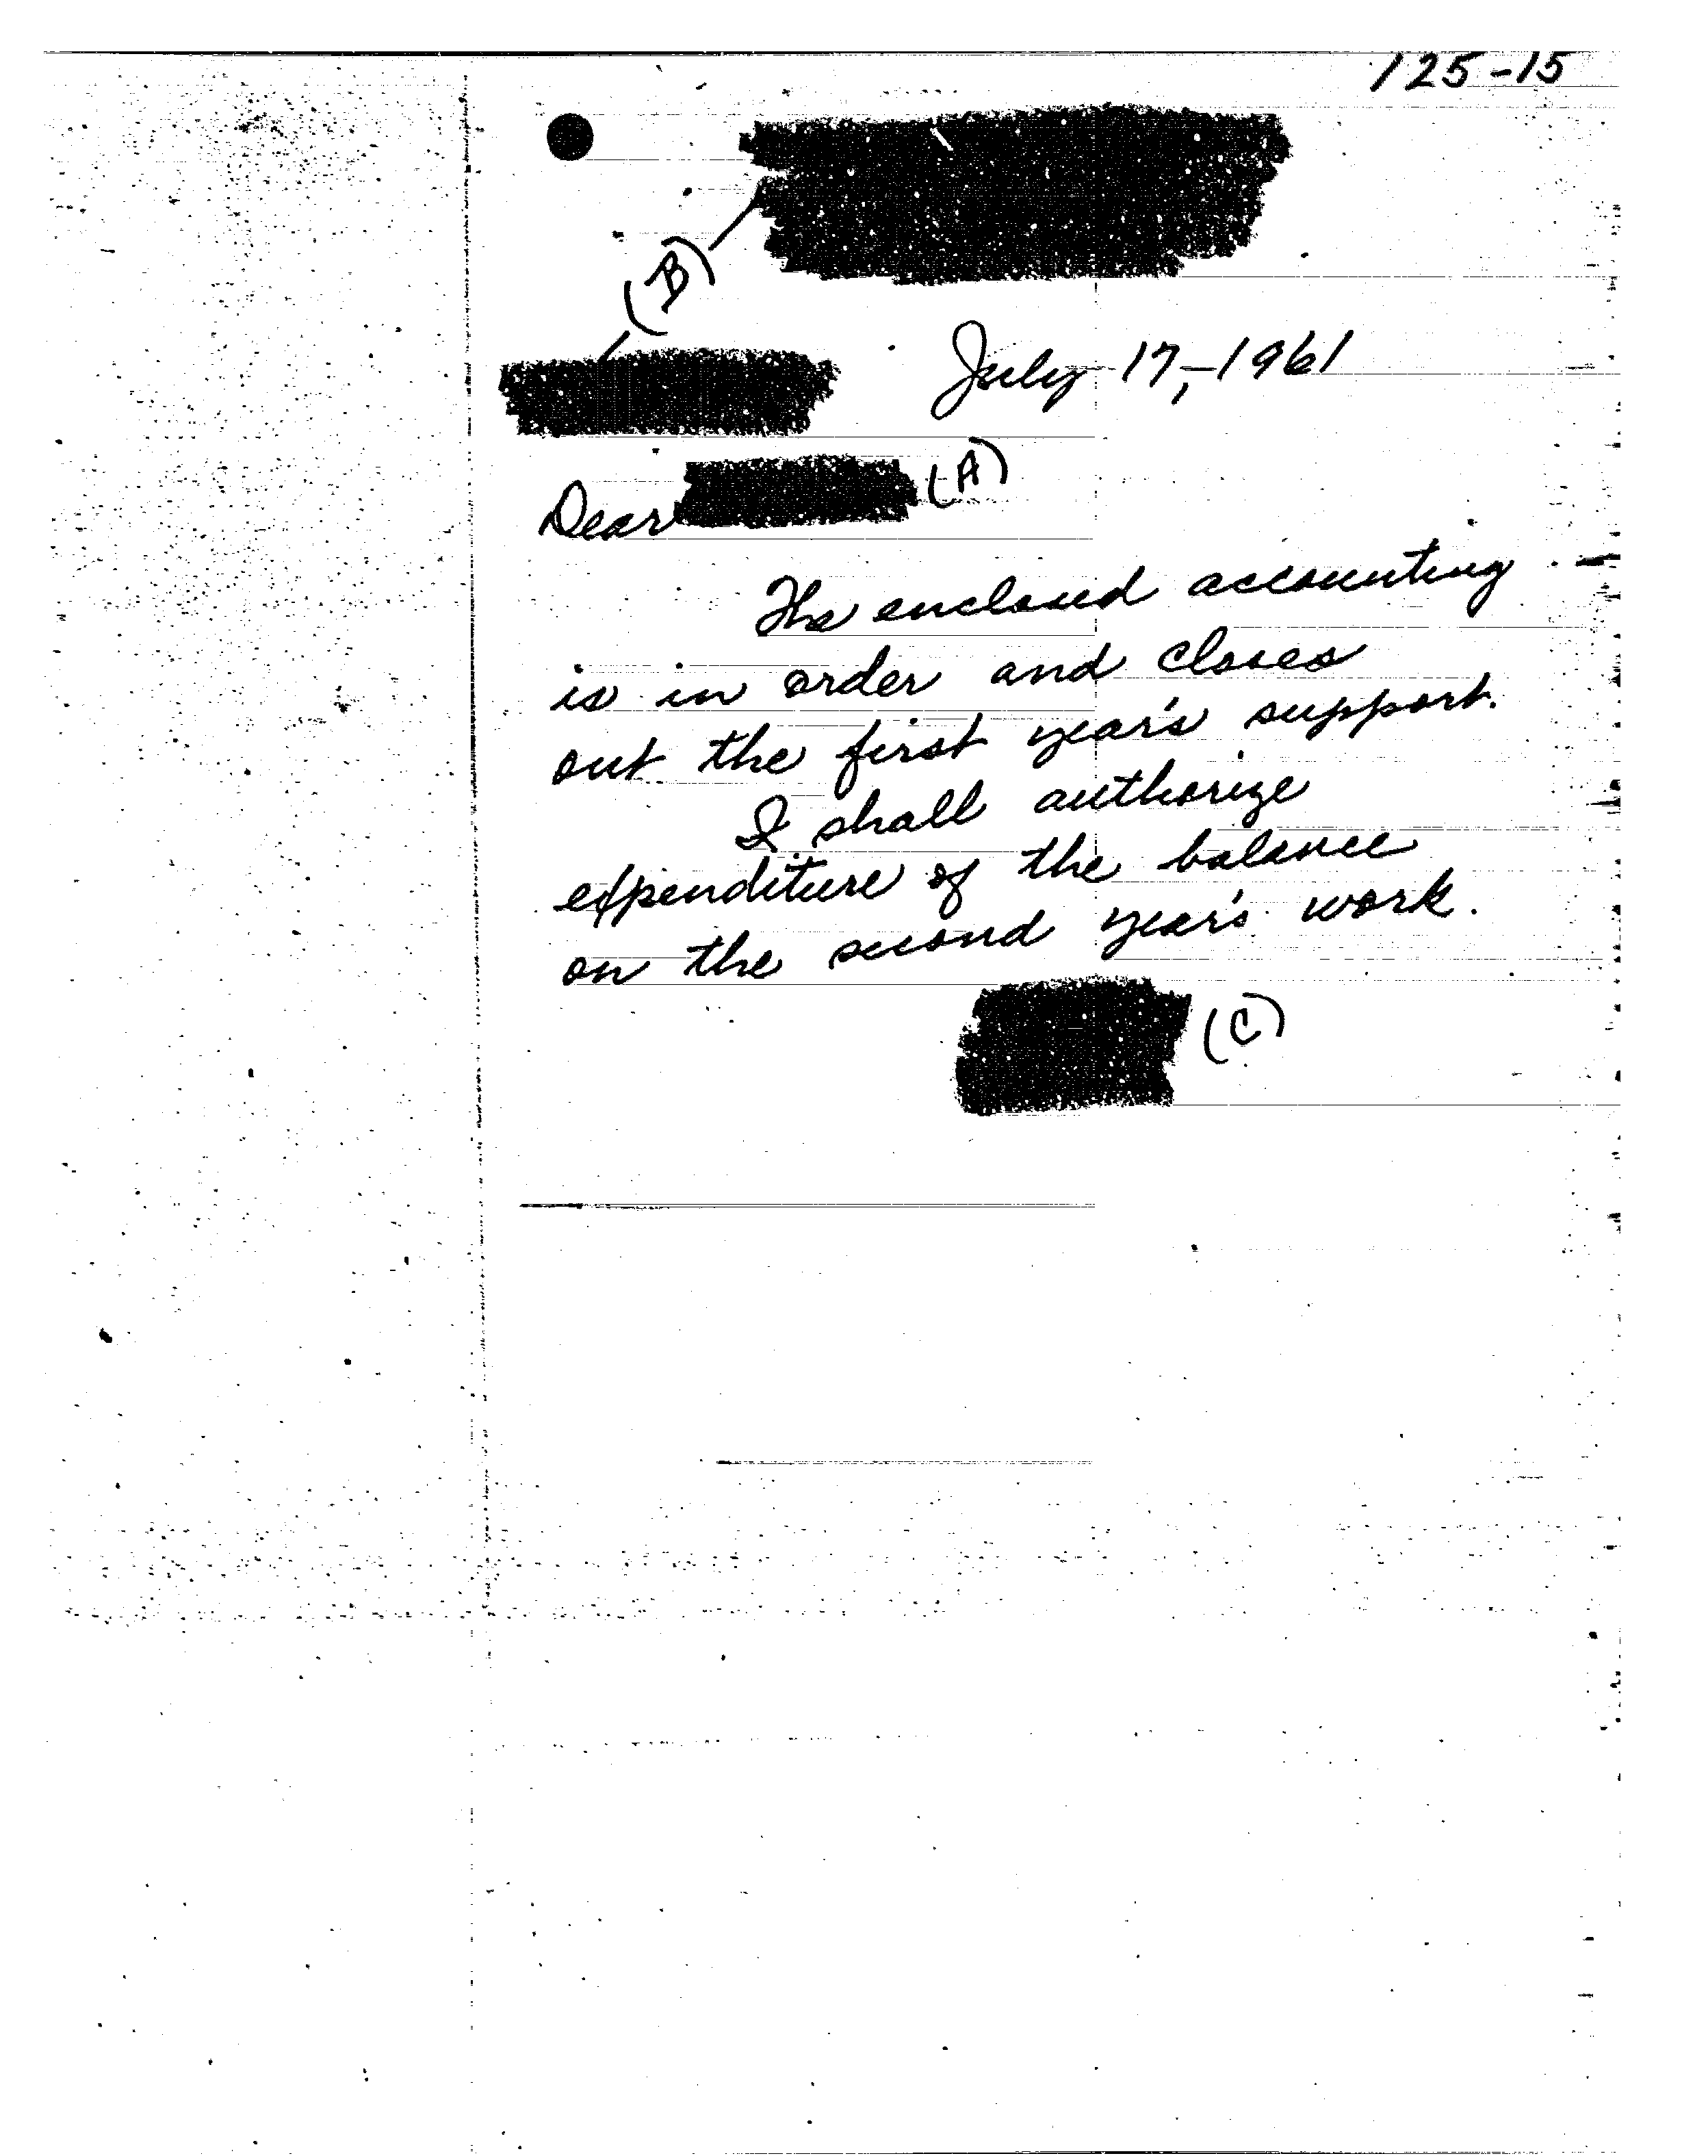 125-15
(B)
July 17, -1961
Dear (A)
The enclosed accounting
is in order and closes
out the first year's support.
I shall authorize
expenditure of the balance
on the second year's work.
(C)